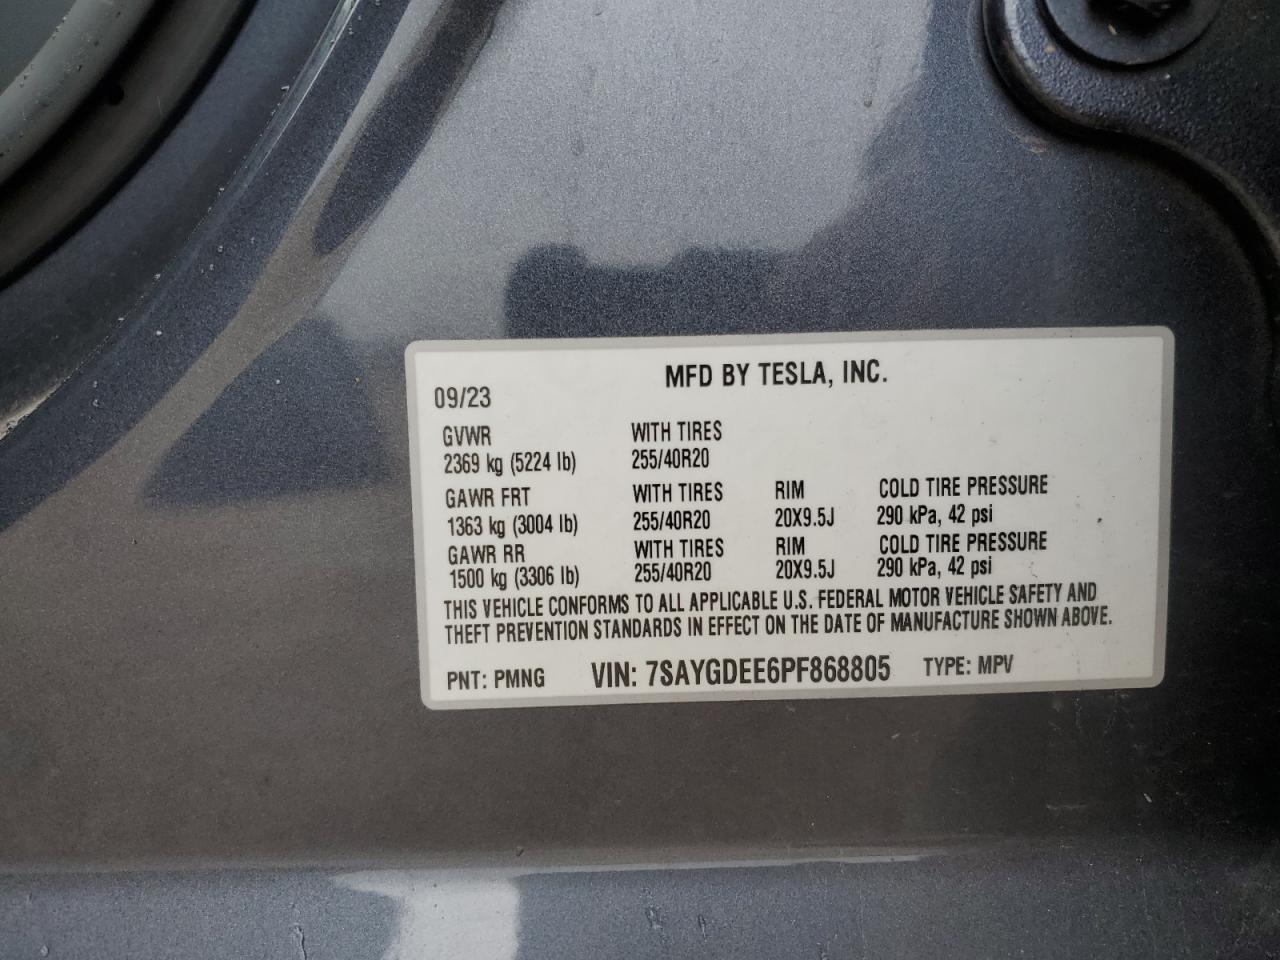 MFD BY TESLA, INC.
09/23
GVWR WITH TIRES
2369 kg (5224 lb) 255/40R20
GAWR FRT WITH TIRES RIM COLD TIRE PRESSURE
1363 kg (3004 lb) 255/40R20 20X9.5J 290 kPa, 42 psi
GAWR RR WITH TIRES RIM COLD TIRE PRESSURE
1500 kg (3306 lb) 255/40R20 20X9.5J 290 kPa, 42 psi
THIS VEHICLE CONFORMS TO ALL APPLICABLE U.S. FEDERAL MOTOR VEHICLE SAFETY AND
THEFT PREVENTION STANDARDS IN EFFECT ON THE DATE OF MANUFACTURE SHOWN ABOVE.
PNT: PMNG VIN: 7SAYGDEE6PF868805 TYPE: MPV